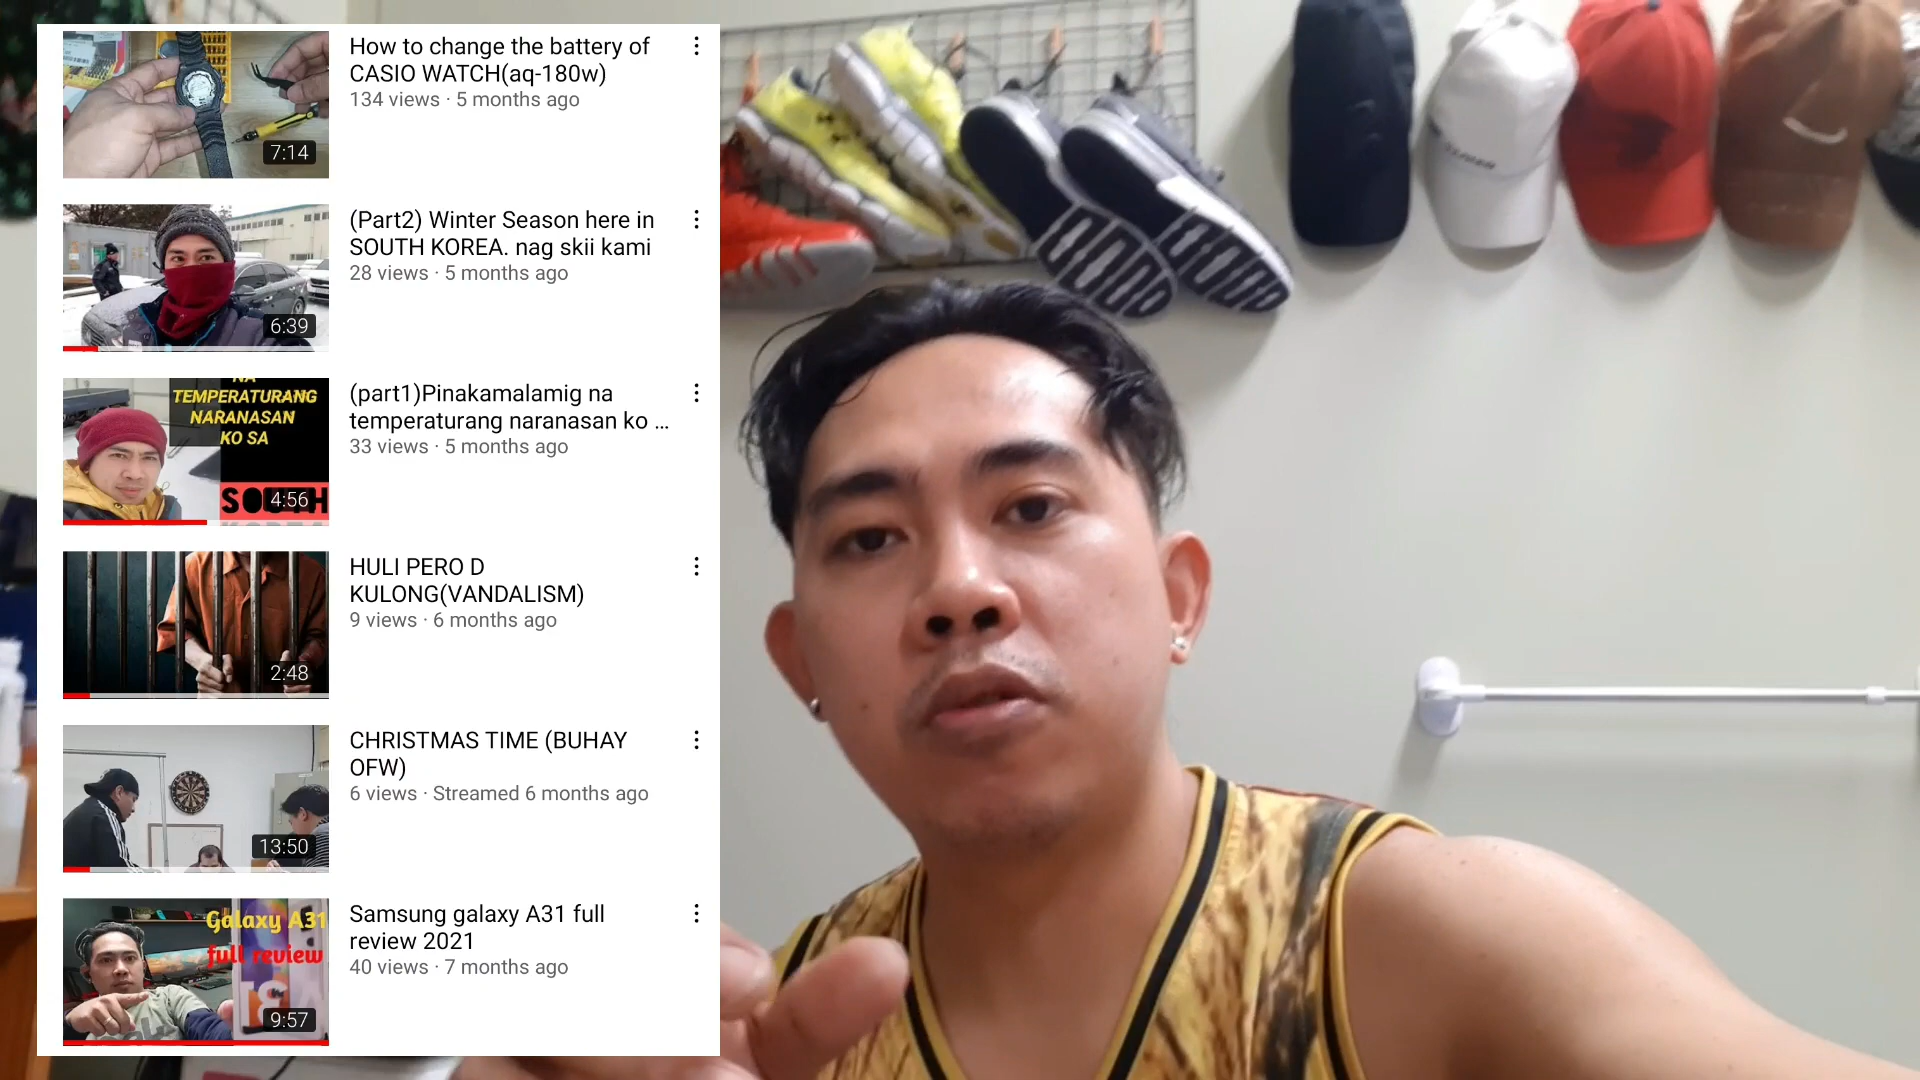 How to change the battery of
CASIO WATCH(aq-180w)
134 views · 5 months ago
7:14
(Part2) Winter Season here in
SOUTH KOREA. nag skii kami
28 views · 5 months ago
6:39
NA
TEMPERATURANG
NARANASAN
KO SA
SOUTH
KOREA
4:56
(part1)Pinakamalamig na
temperaturang naranasan ko ...
33 views · 5 months ago
HULI PERO D
KULONG(VANDALISM)
9 views · 6 months ago
2:48
CHRISTMAS TIME (BUHAY
OFW)
6 views · Streamed 6 months ago
13:50
Galaxy A31
full review
9:57
Samsung galaxy A31 full
review 2021
40 views · 7 months ago